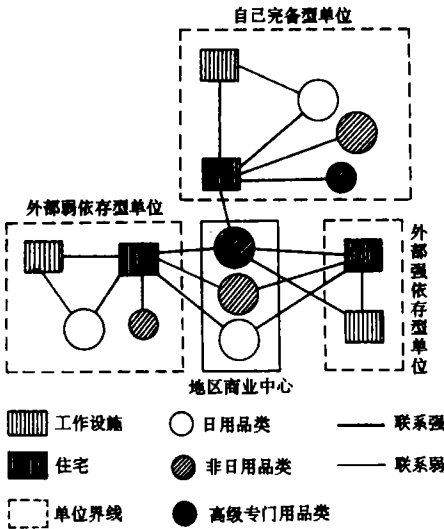 自己完备型单位
外部弱依存型单位
外部强依存型单位
地区商业中心
工作设施
日用品类
联系强
住宅
非日用品类
联系弱
单位界线
高级专门用品类